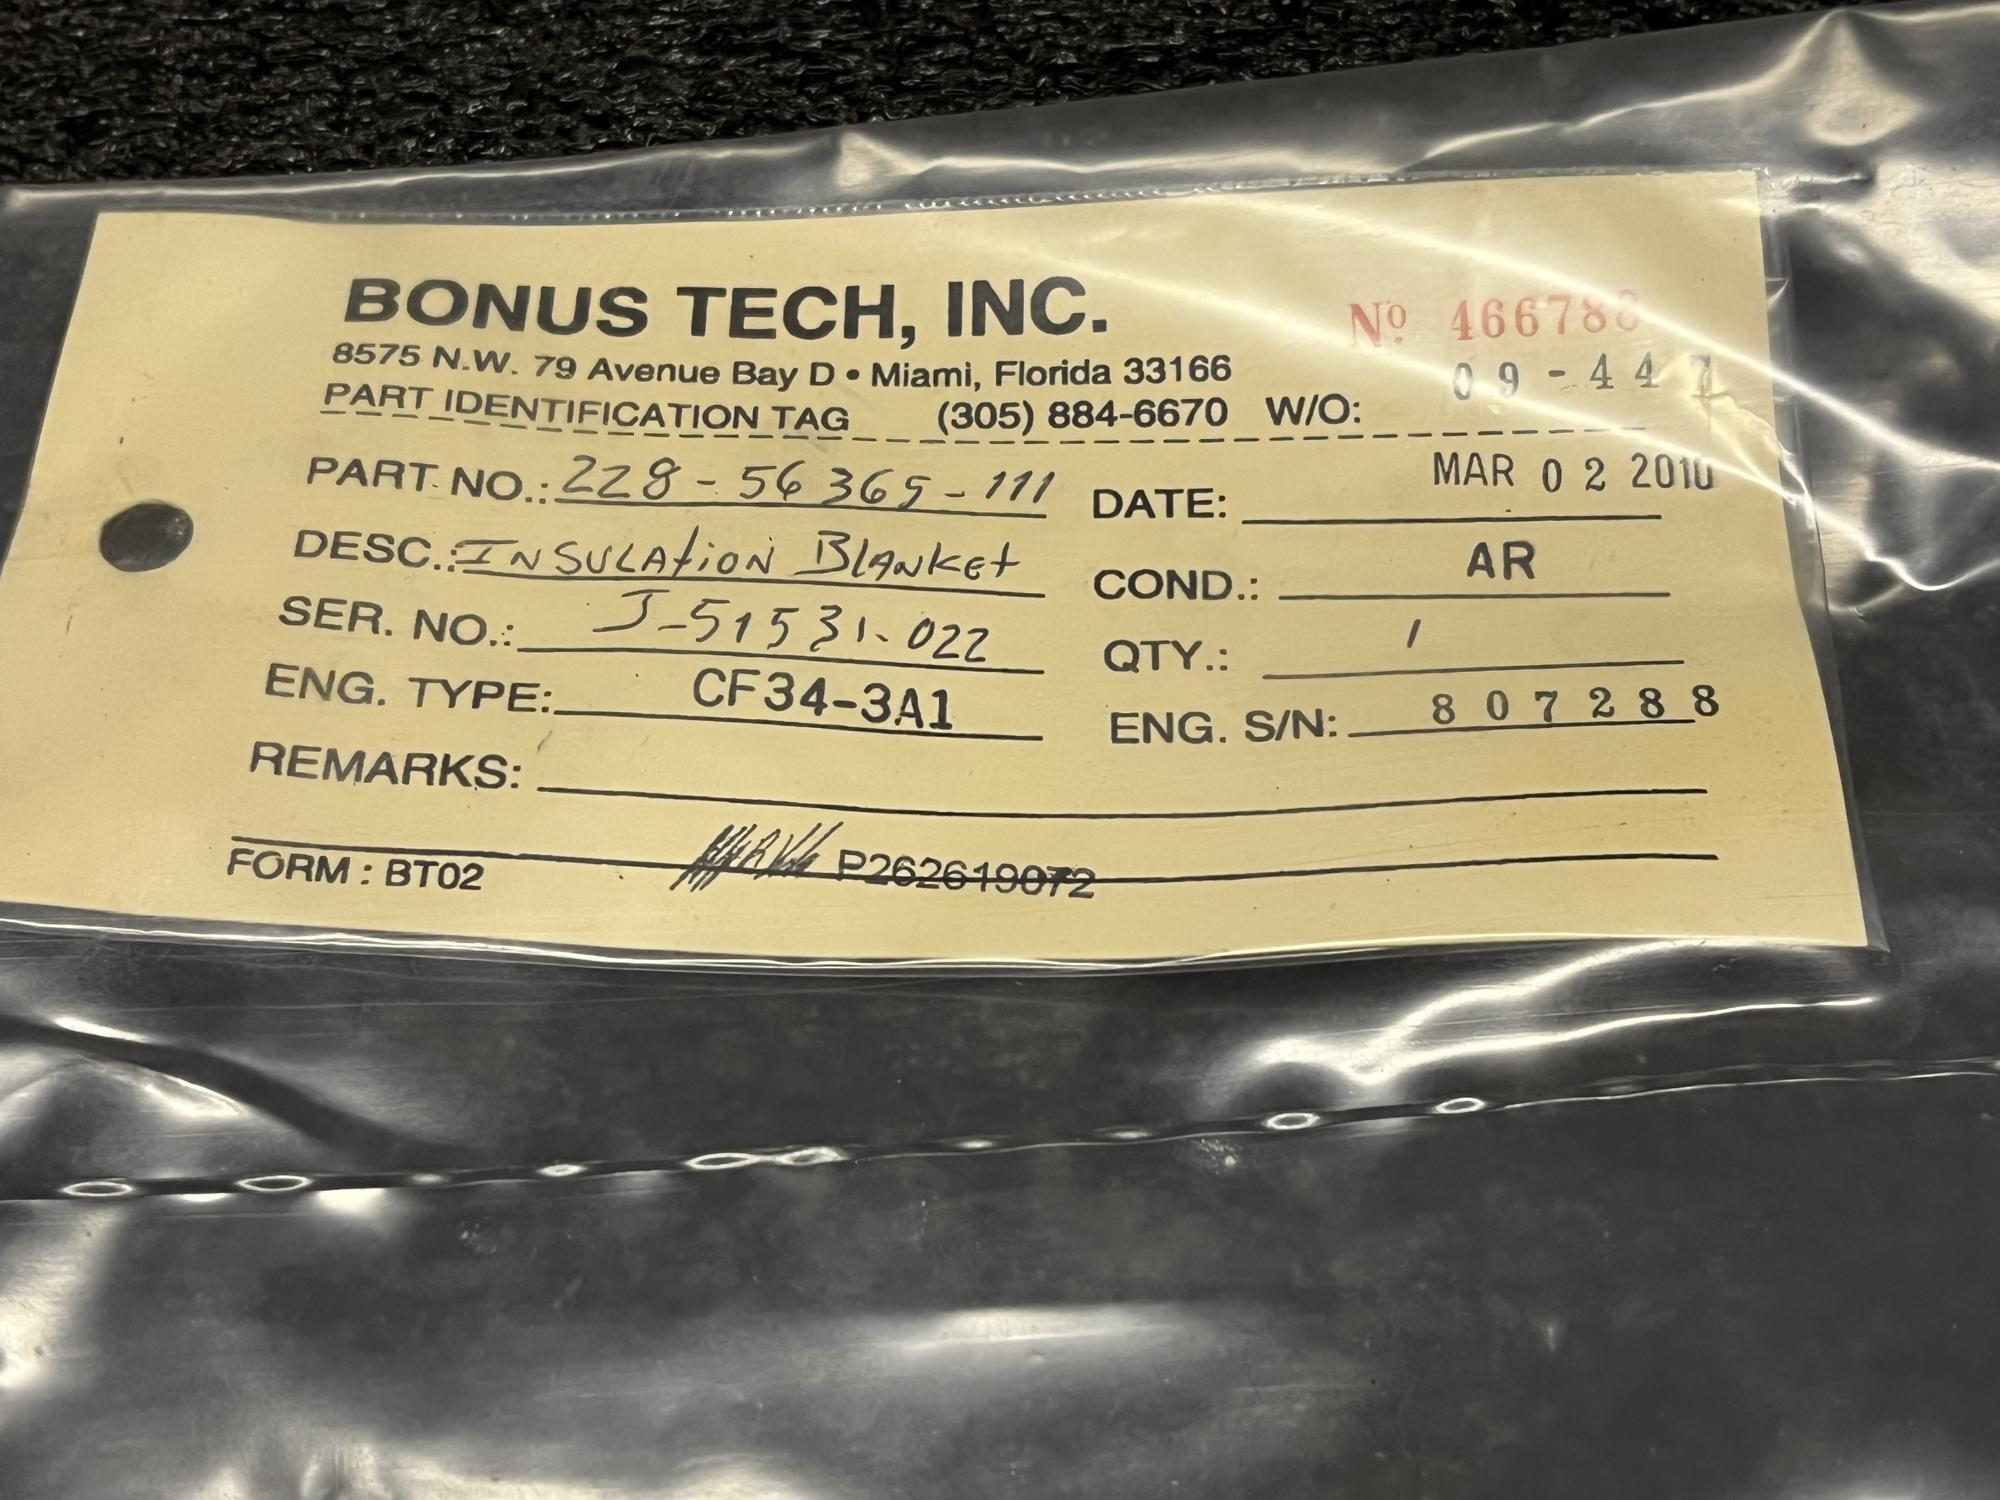 BONUS TECH, INC.
Nº 466788
8575 N.W. 79 Avenue Bay D • Miami, Florida 33166
09-447
PART IDENTIFICATION TAG (305) 884-6670 W/O:
PART NO.: 228-56365-111 DATE: MAR 02 2010
DESC.: INSULAtiON BLANKEt COND.: AR
SER. NO.: J-51531-022 QTY.: 1
ENG. TYPE: CF34-3A1 ENG. S/N: 807288
REMARKS:
FORM : BT02 P262619072